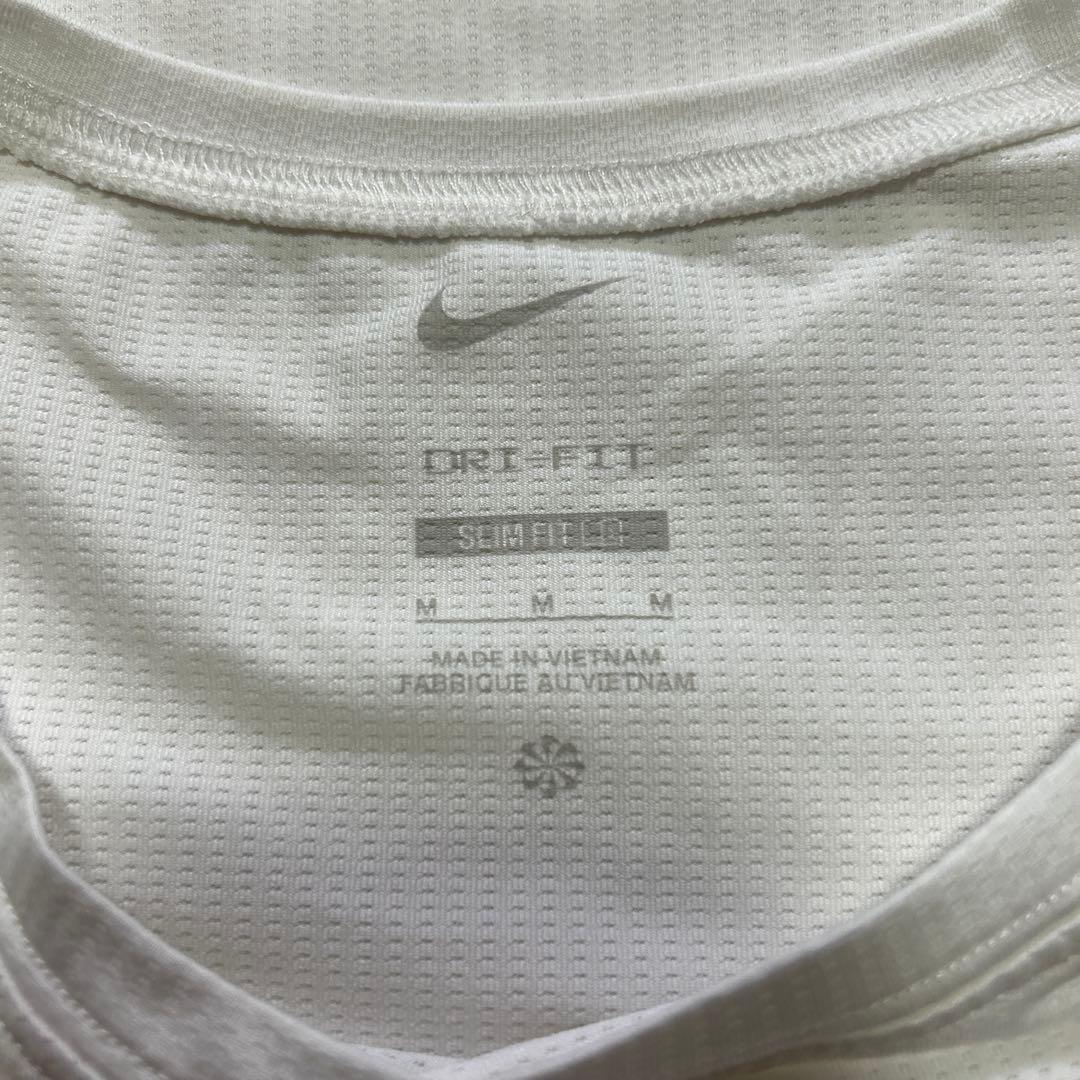 DRI-FIT
SLIM FIT
M M M
MADE IN VIETNAM
FABRIQUE AU VIETNAM